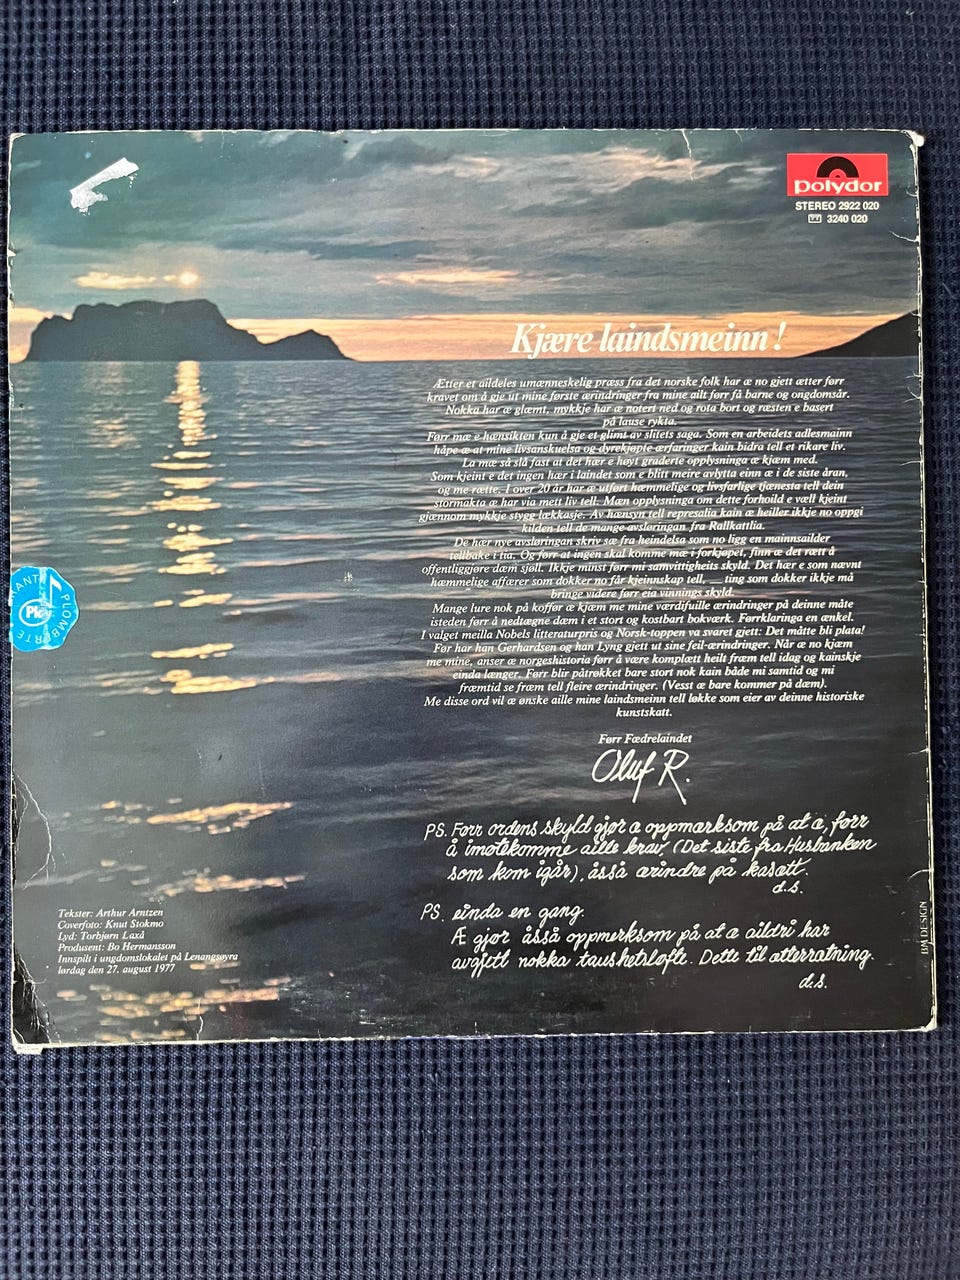 polydor
STEREO 2922 020
3240 020
Kjære laindsmeinn!
Ætter et aildeles umænneskelig præss fra det norske folk har æ no gjett ætter førr
kravet om å gje ut mine første ærindringer fra mine ailt førr få barne og ongdomsår.
Nokka har æ glæmt, mykkje har æ notert ned og rota bort og ræsten e basert
på lause rykta.
Førr mæ e hænsikten kun å gje et glimt av slitets saga. Som en arbeidets adlesmainn
håpe æ at mine livsanskuelsa og dyrekjøpte ærfaringer kain bidra tell et rikare liv.
La mæ så slå fast at det hær e høyt graderte opplysninga æ kjæm med.
Som kjeint e det ingen hær i laindet som e blitt meire avlytta einn æ i de siste åran,
og me rætte. I over 20 år har æ utført hæmmelige og livsfarlige tjænesta tell dein
stormakta æ har via mett liv tell. Mæn opplysninga om dette forhoild e væll kjeint
gjænnom mykkje stygg lækkasje. Av hænsyn tell represalia kain æ heiller ikkje no oppgi
kilden tell de mange avsløringan fra Rallkattlia.
De hær nye avsløringan skriv sæ fra heindelsa som no ligg en mainnsailder
tellbake i tia. Og førr at ingen skal komme mæ i forkjøpet, finn æ det rætt å
offentliggjøre dæm sjøll. Ikkje minst førr mi samvittigheits skyld. Det hær e som nævnt
hæmmelige affærer som dokker no får kjeinnskap tell, — ting som dokker ikkje må
bringe videre førr eia vinnings skyld.
Mange lure nok på koffør æ kjæm me mine værdifuille ærindringer på deinne måte
isteden førr å nedtægne dæm i et stort og kostbart bokværk. Førrklaringa en ænkel.
I valget meilla Nobels litteraturpris og Norsk-toppen va svaret gjett: Det måtte bli plata!
Før har han Gerhardsen og han Lyng gjett ut sine feil-ærindringer. Når æ no kjæm
me mine, anser æ norgeshistoria førr å være komplætt heilt fræm tell idag og kainskje
einda længer. Førr blir påtrøkket bare stort nok kain både mi samtid og mi
fræmtid se fræm tell fleire ærindringer. (Vesst æ bare kommer på dæm).
Me disse ord vil æ ønske aille mine laindsmeinn tell løkke som eier av deinne historiske
kunstskatt.
Førr Fædrelaindet
Oluf R.
PS. Førr ordens skyld gjør æ oppmærksom på at æ, førr
å imøtekomme aille krav, (Det siste fra Husbanken
som kom igår), åsså ærindre på kasætt.
d.s.
PS. einda en gang.
Æ gjør åsså oppmerksom på at æ aildri har
avgjett nokka taushetsløfte. Dette til ætterratning.
d.s.
Tekster: Arthur Arntzen
Coverfoto: Knut Stokmo
Lyd: Torbjørn Laxå
Produsent: Bo Hermansson
Innspilt i ungdomslokalet på Lenangsøyra
lørdag den 27. august 1977
BM DESIGN
PLOMBERTE